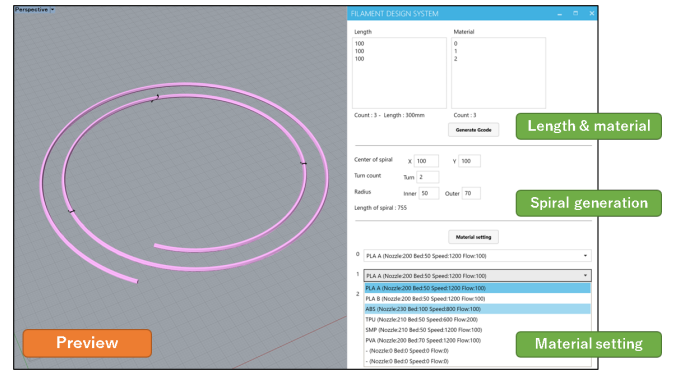 Perspective
FILAMENT DESIGN SYSTEM
Length Material
100 0
100 1
100 2
Count : 3 - Length : 300mm Count : 3
Generate Gcode
Length & material
Center of spiral X 100 Y 100
Turn count Turn 2
Radius Inner 50 Outer 70
Length of spiral : 755
Spiral generation
Material setting
0 PLA A (Nozzle:200 Bed:50 Speed:1200 Flow:100)
1 PLA A (Nozzle:200 Bed:50 Speed:1200 Flow:100)
PLA A (Nozzle:200 Bed:50 Speed:1200 Flow:100)
2 PLA B (Nozzle:200 Bed:50 Speed:1200 Flow:100)
ABS (Nozzle:230 Bed:100 Speed:800 Flow:100)
TPU (Nozzle:210 Bed:50 Speed:600 Flow:200)
SMP (Nozzle:210 Bed:50 Speed:1200 Flow:100)
PVA (Nozzle:200 Bed:70 Speed:1200 Flow:100)
- (Nozzle:0 Bed:0 Speed:0 Flow:0)
- (Nozzle:0 Bed:0 Speed:0 Flow:0)
Preview
Material setting